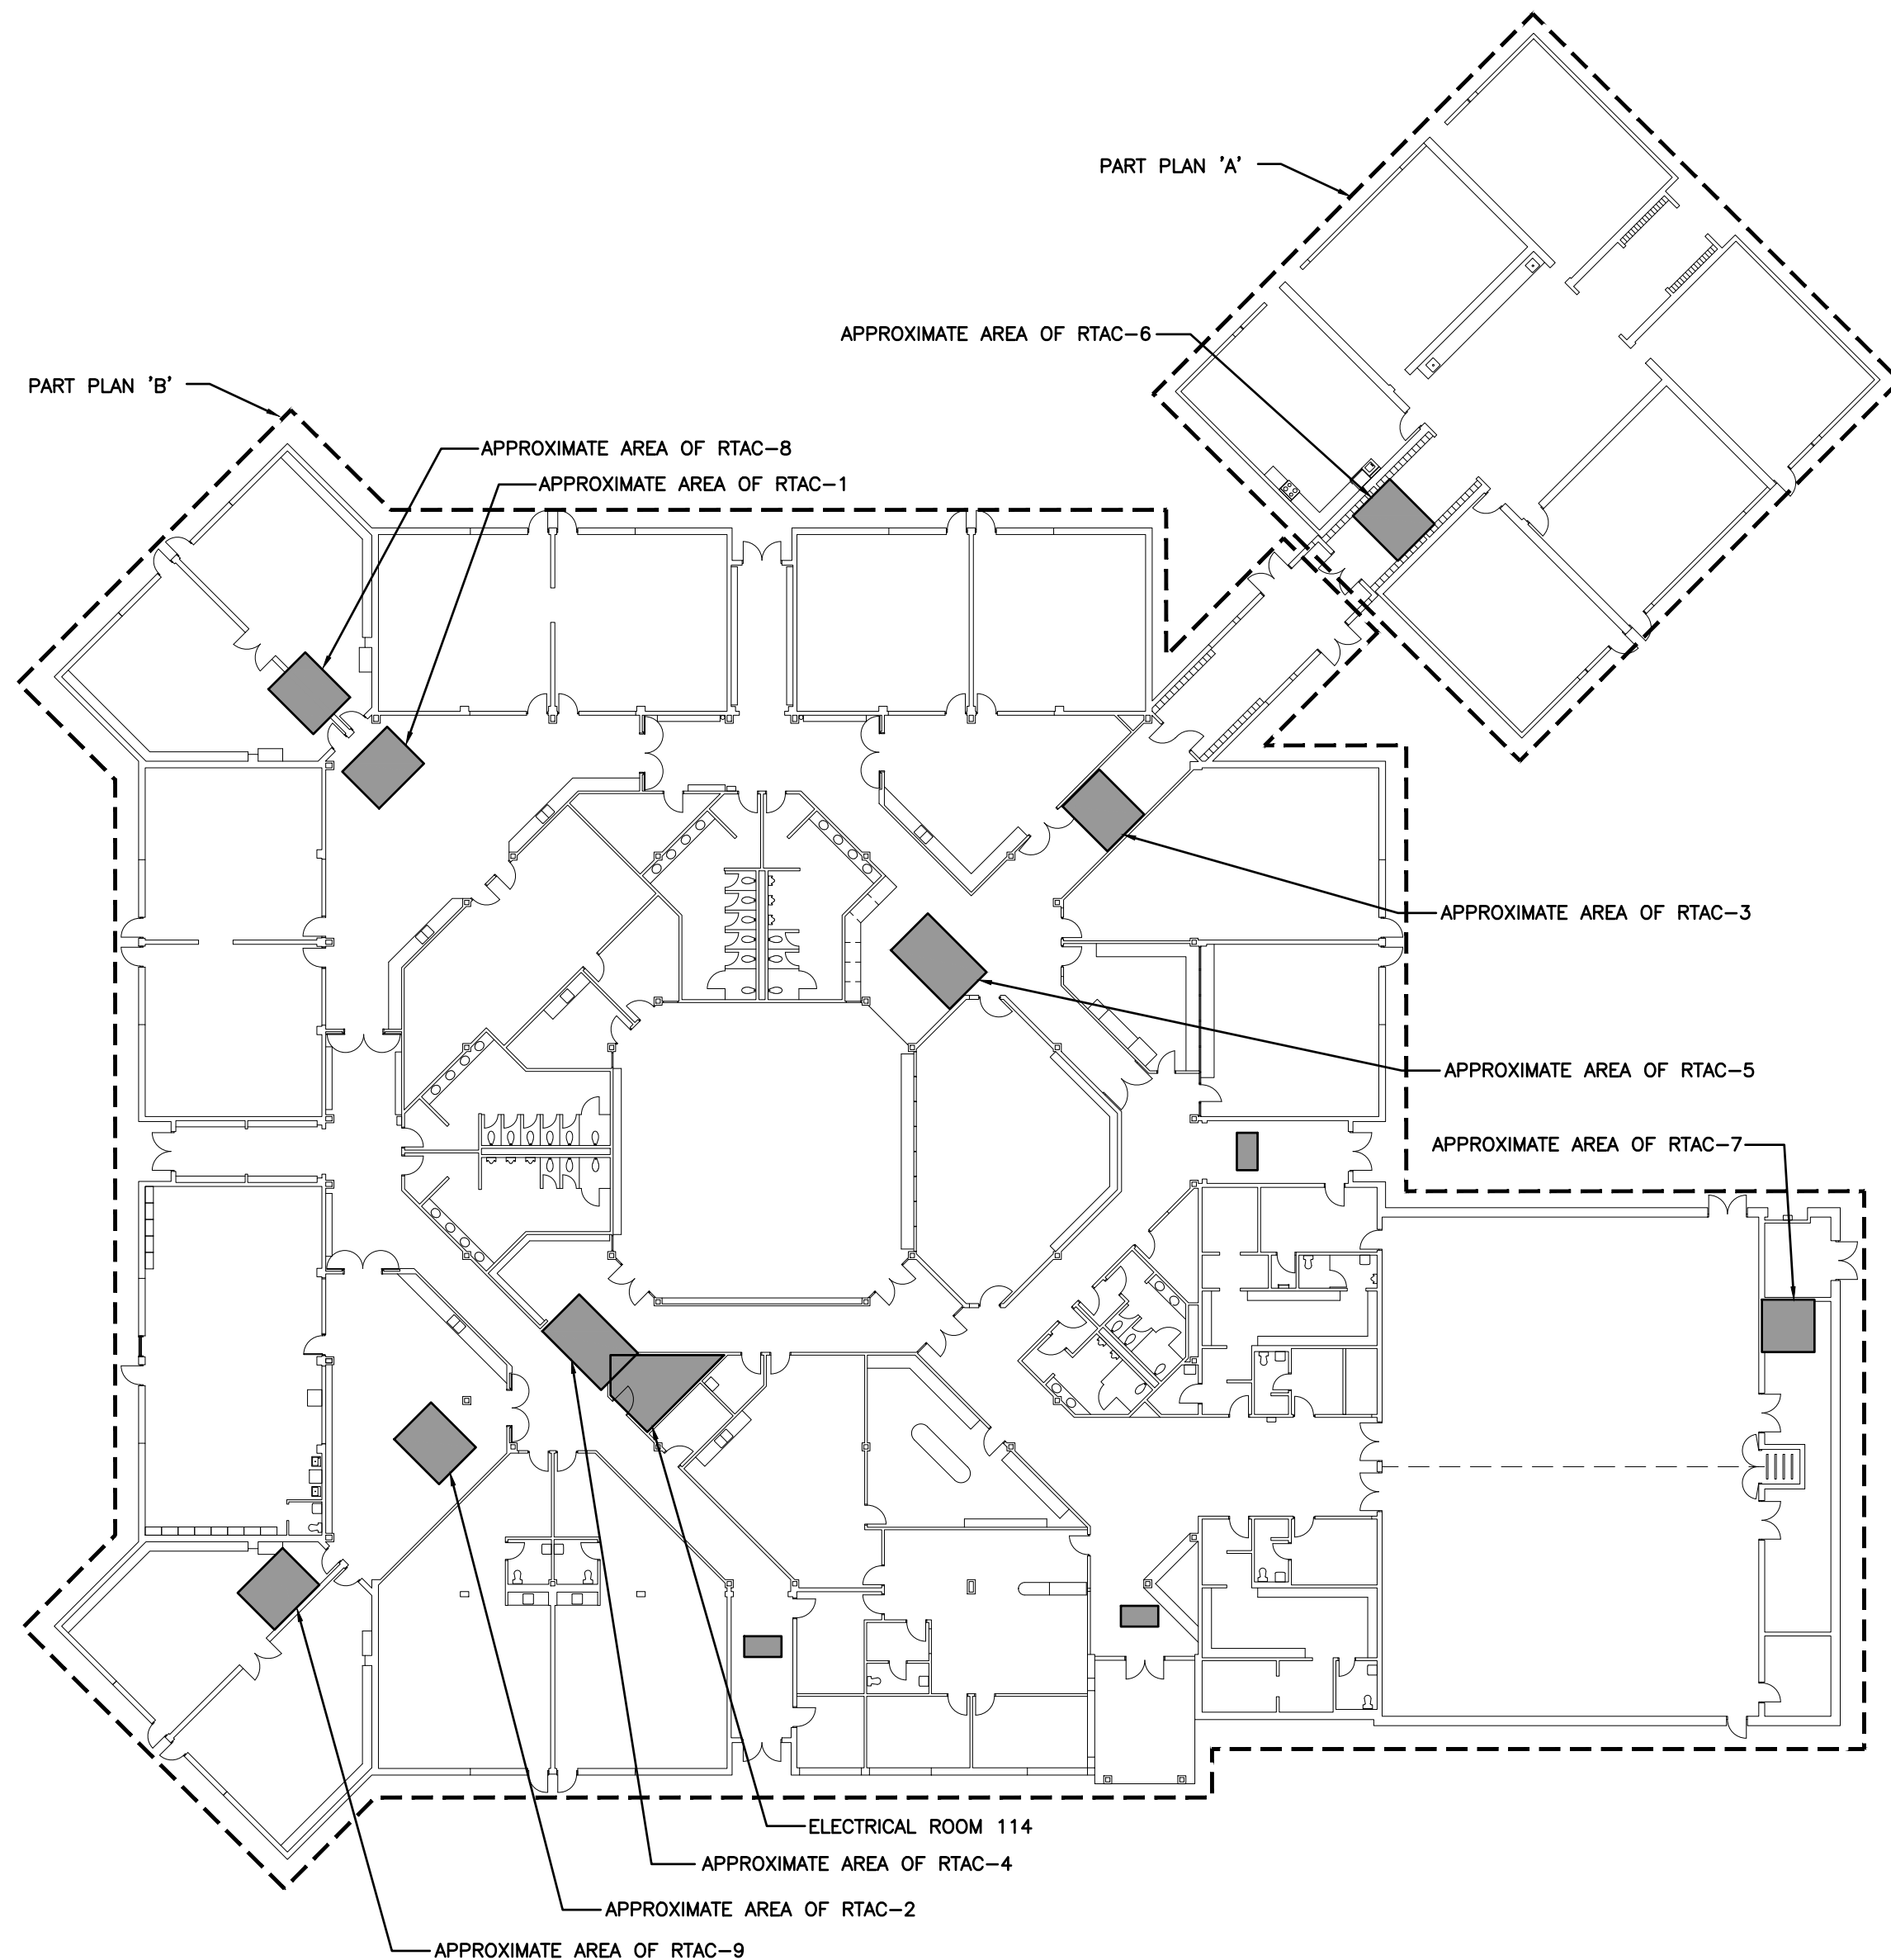 PART PLAN 'A'
APPROXIMATE AREA OF RTAC-6
PART PLAN 'B'
APPROXIMATE AREA OF RTAC-8
APPROXIMATE AREA OF RTAC-1
APPROXIMATE AREA OF RTAC-3
APPROXIMATE AREA OF RTAC-5
APPROXIMATE AREA OF RTAC-7
ELECTRICAL ROOM 114
APPROXIMATE AREA OF RTAC-4
APPROXIMATE AREA OF RTAC-2
APPROXIMATE AREA OF RTAC-9